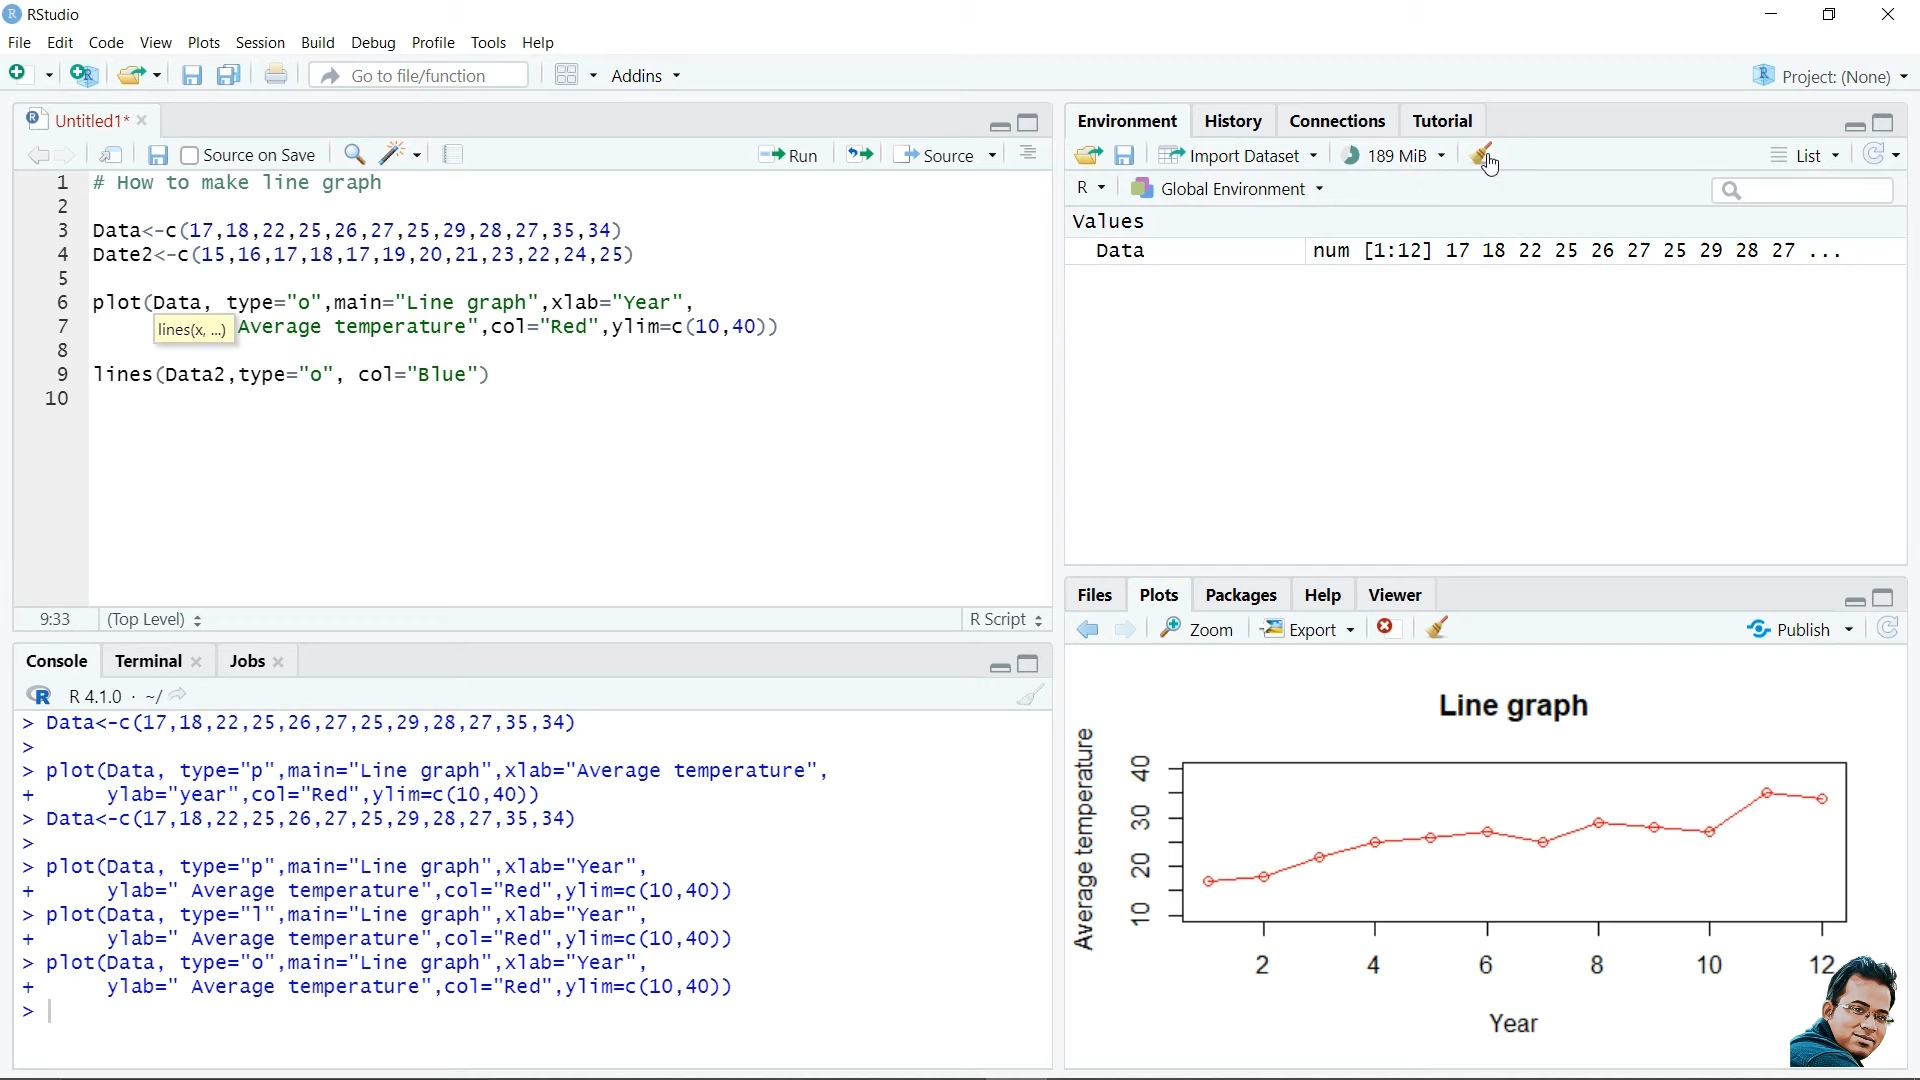 RStudio
File Edit Code View Plots Session Build Debug Profile Tools Help
Go to file/function Addins Project: (None)
Untitled1*
Source on Save Run Source
1 # How to make line graph
2
3 Data<-c(17,18,22,25,26,27,25,29,28,27,35,34)
4 Date2<-c(15,16,17,18,17,19,20,21,23,22,24,25)
5
6 plot(Data, type="o",main="Line graph",xlab="Year",
7 Average temperature",col="Red",ylim=c(10,40))
lines(x, ...)
8
9 lines(Data2,type="o", col="Blue")
10
9:33 (Top Level) R Script
Console Terminal Jobs
R 4.1.0 · ~/
> Data<-c(17,18,22,25,26,27,25,29,28,27,35,34)
>
> plot(Data, type="p",main="Line graph",xlab="Average temperature",
+ ylab="year",col="Red",ylim=c(10,40))
> Data<-c(17,18,22,25,26,27,25,29,28,27,35,34)
>
> plot(Data, type="p",main="Line graph",xlab="Year",
+ ylab=" Average temperature",col="Red",ylim=c(10,40))
> plot(Data, type="l",main="Line graph",xlab="Year",
+ ylab=" Average temperature",col="Red",ylim=c(10,40))
> plot(Data, type="o",main="Line graph",xlab="Year",
+ ylab=" Average temperature",col="Red",ylim=c(10,40))
>
Environment History Connections Tutorial
Import Dataset 189 MiB List
R Global Environment
Values
Data num [1:12] 17 18 22 25 26 27 25 29 28 27 ...
Files Plots Packages Help Viewer
Zoom Export Publish
Line graph
Average temperature
40
30
20
10
2 4 6 8 10 12
Year